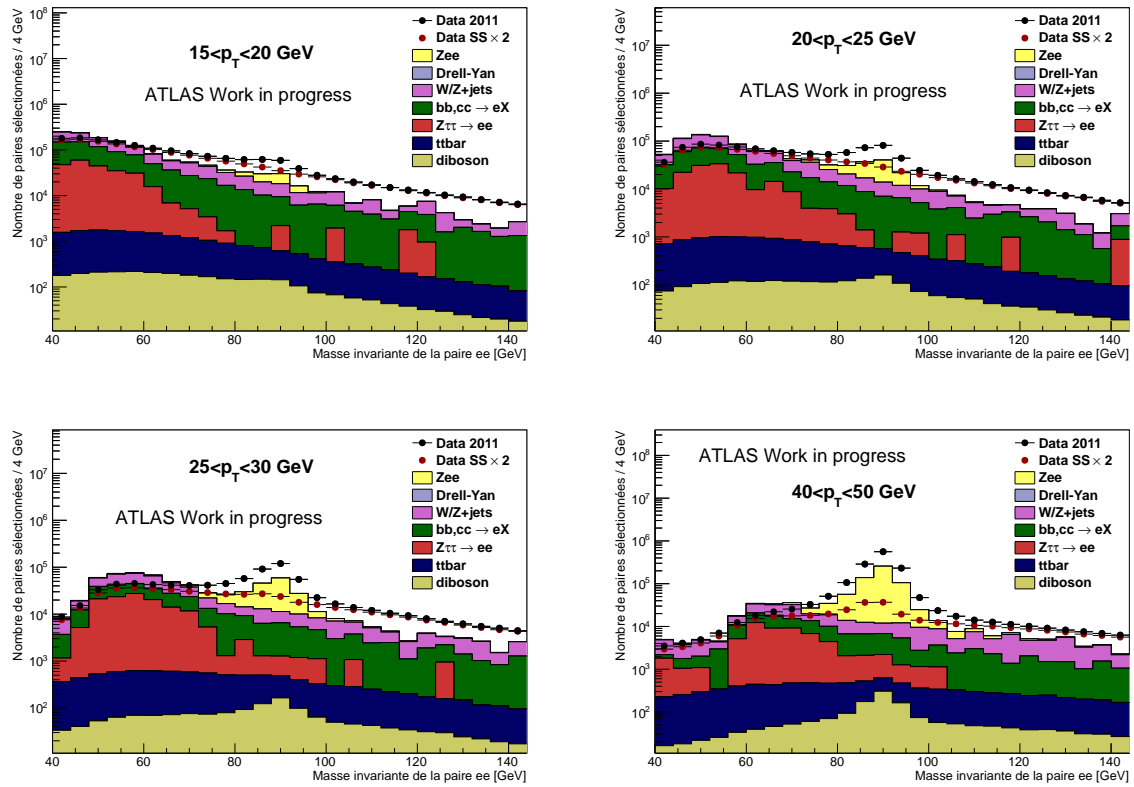 Nombre de paires sélectionnées / 4 GeV
10^8
10^7
10^6
10^5
10^4
10^3
10^2
15<p_T<20 GeV
ATLAS Work in progress
Data 2011
Data SS × 2
Zee
Drell-Yan
W/Z+jets
bb,cc → eX
Zττ → ee
ttbar
diboson
40 60 80 100 120 140
Masse invariante de la paire ee [GeV]
Nombre de paires sélectionnées / 4 GeV
10^7
10^6
10^5
10^4
10^3
10^2
20<p_T<25 GeV
ATLAS Work in progress
Data 2011
Data SS × 2
Zee
Drell-Yan
W/Z+jets
bb,cc → eX
Zττ → ee
ttbar
diboson
40 60 80 100 120 140
Masse invariante de la paire ee [GeV]
Nombre de paires sélectionnées / 4 GeV
10^7
10^6
10^5
10^4
10^3
10^2
25<p_T<30 GeV
ATLAS Work in progress
Data 2011
Data SS × 2
Zee
Drell-Yan
W/Z+jets
bb,cc → eX
Zττ → ee
ttbar
diboson
40 60 80 100 120 140
Masse invariante de la paire ee [GeV]
Nombre de paires sélectionnées / 4 GeV
10^8
10^7
10^6
10^5
10^4
10^3
10^2
ATLAS Work in progress
40<p_T<50 GeV
Data 2011
Data SS × 2
Zee
Drell-Yan
W/Z+jets
bb,cc → eX
Zττ → ee
ttbar
diboson
40 60 80 100 120 140
Masse invariante de la paire ee [GeV]